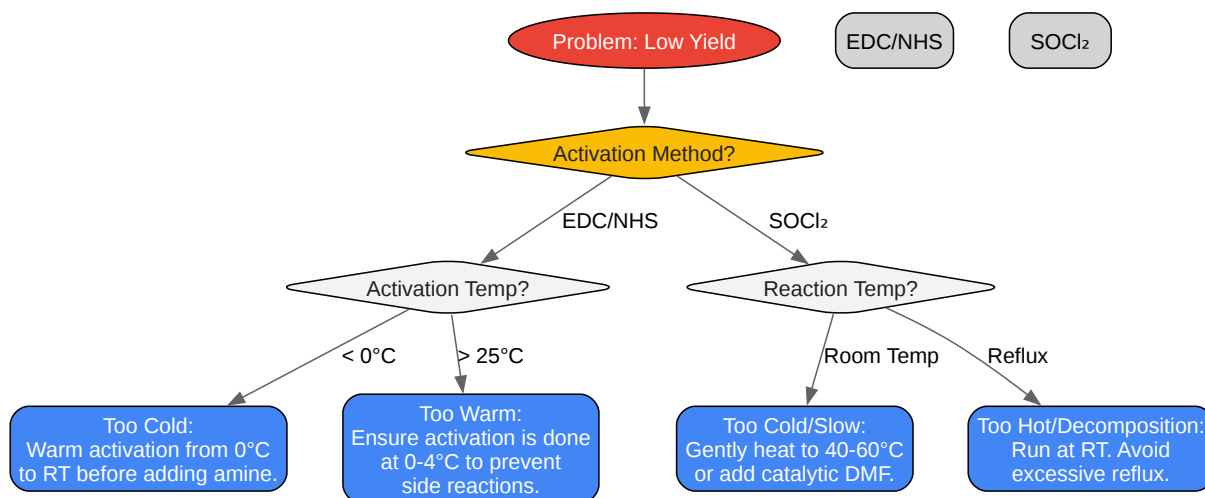 Problem: Low Yield
EDC/NHS
SOCl₂
Activation Method?
EDC/NHS
SOCl₂
Activation Temp?
Reaction Temp?
< 0°C
> 25°C
Room Temp
Reflux
Too Cold:
Warm activation from 0°C
to RT before adding amine.
Too Warm:
Ensure activation is done
at 0-4°C to prevent
side reactions.
Too Cold/Slow:
Gently heat to 40-60°C
or add catalytic DMF.
Too Hot/Decomposition:
Run at RT. Avoid
excessive reflux.